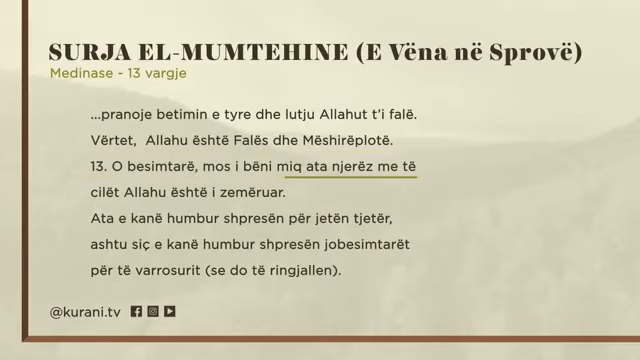 SURJA EL-MUMTEHINE (E Vëna në Sprovë)
Medinase - 13 vargje
...pranoje betimin e tyre dhe lutju Allahut t'i falë.
Vërtet, Allahu është Falës dhe Mëshirëplotë.
13. O besimtarë, mos i bëni miq ata njerëz me të
cilët Allahu është i zemëruar.
Ata e kanë humbur shpresën për jetën tjetër,
ashtu siç e kanë humbur shpresën jobesimtarët
për të varrosurit (se do të ringjallen).
@kurani.tv